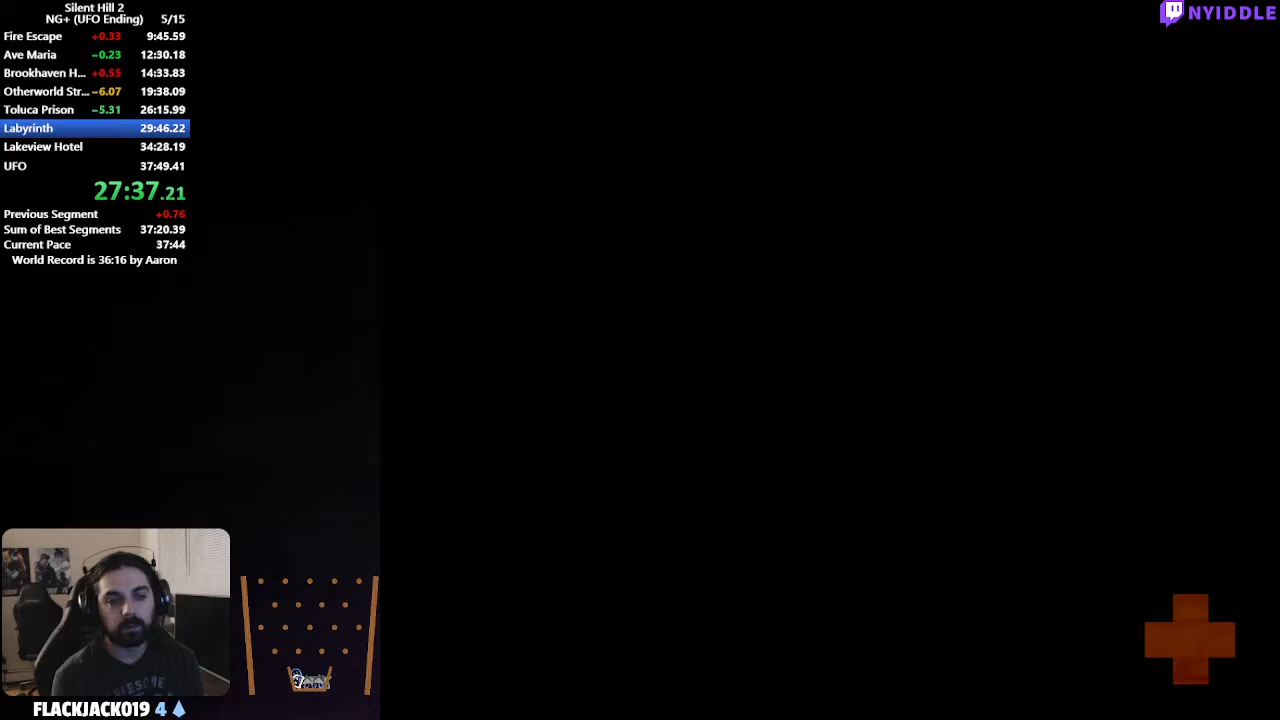 Silent Hill 2
NG+ (UFO Ending) 5/15
Fire Escape +0.33 9:45.59
Ave Maria −0.23 12:30.18
Brookhaven H... +0.55 14:33.83
Otherworld Str... −6.07 19:38.09
Toluca Prison −5.31 26:15.99
Labyrinth 29:46.22
Lakeview Hotel 34:28.19
UFO 37:49.41
27:37.21
Previous Segment +0.76
Sum of Best Segments 37:20.39
Current Pace 37:44
World Record is 36:16 by Aaron
NYIDDLE
FLACKJACK019 4